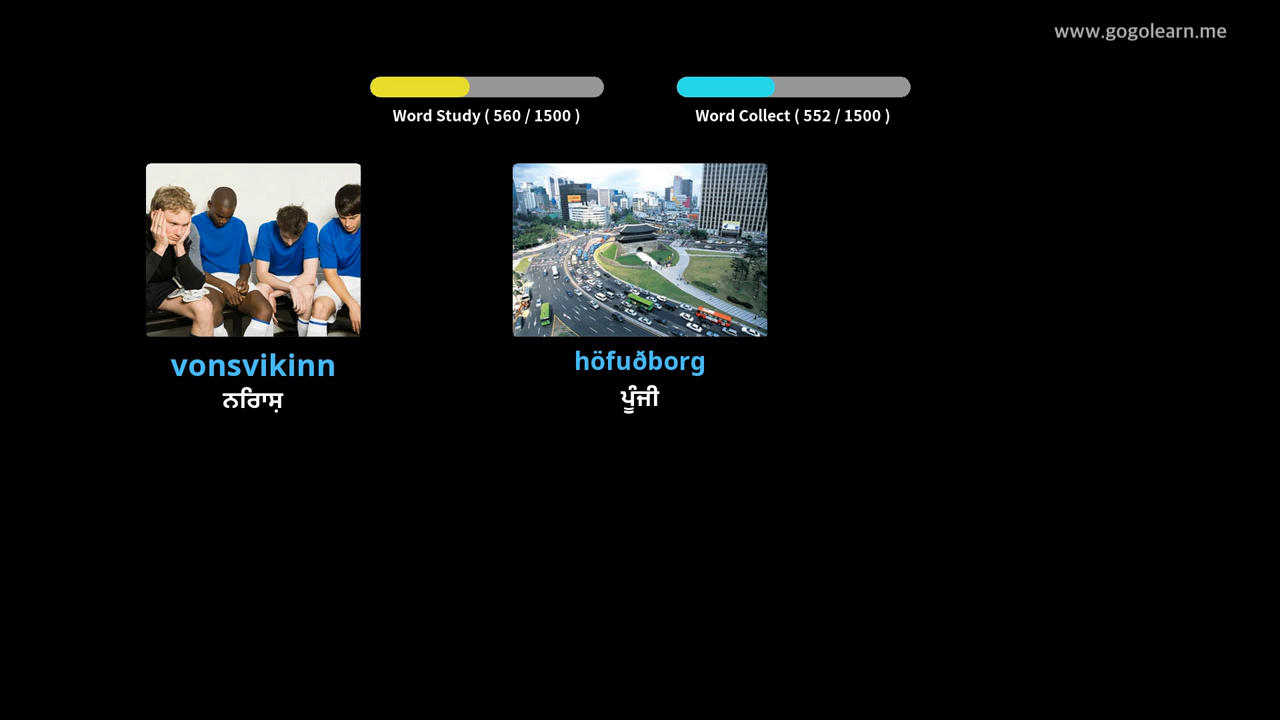 www.gogolearn.me
Word Study ( 560 / 1500 )
Word Collect ( 552 / 1500 )
vonsvikinn
ਨਿਰਾਸ਼
höfuðborg
ਪੂੰਜੀ